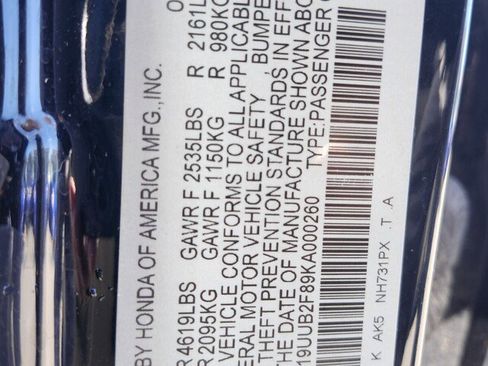 BY HONDA OF AMERICA MFG.,INC.
R 4619LBS GAWR F 2535LBS R 2161L
R 2095KG GAWR F 1150KG R 980KG
VEHICLE CONFORMS TO ALL APPLICABLE
ERAL MOTOR VEHICLE SAFETY , BUMPE
THEFT PREVENTION STANDARDS IN EFF
THE DATE OF MANUFACTURE SHOWN ABO
19UUB2F89KA000260 TYPE:PASSENGER
K AK5 NH731PX .T .A